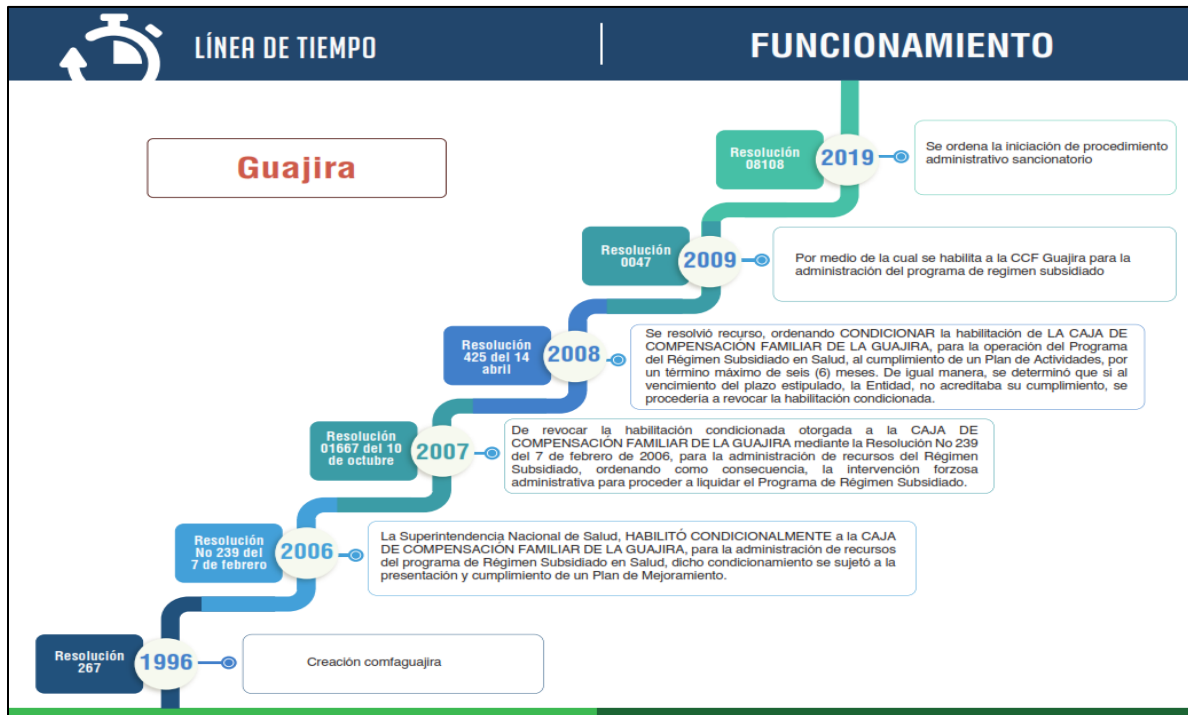 LÍNEA DE TIEMPO
FUNCIONAMIENTO
Guajira
Resolución
08108
2019
Se ordena la iniciación de procedimiento
administrativo sancionatorio
Resolución
0047
2009
Por medio de la cual se habilita a la CCF Guajira para la
administración del programa de regimen subsidiado
Resolución
425 del 14
abril
2008
Se resolvió recurso, ordenando CONDICIONAR la habilitación de LA CAJA DE
COMPENSACIÓN FAMILIAR DE LA GUAJIRA, para la operación del Programa
del Régimen Subsidiado en Salud, al cumplimiento de un Plan de Actividades, por
un término máximo de seis (6) meses. De igual manera, se determinó que si al
vencimiento del plazo estipulado, la Entidad, no acreditaba su cumplimiento, se
procedería a revocar la habilitación condicionada.
Resolución
01667 del 10
de octubre
2007
De revocar la habilitación condicionada otorgada a la CAJA DE
COMPENSACIÓN FAMILIAR DE LA GUAJIRA mediante la Resolución No 239
del 7 de febrero de 2006, para la administración de recursos del Régimen
Subsidiado, ordenando como consecuencia, la intervención forzosa
administrativa para proceder a liquidar el Programa de Régimen Subsidiado.
Resolución
No 239 del
7 de febrero
2006
La Superintendencia Nacional de Salud, HABILITÓ CONDICIONALMENTE a la CAJA
DE COMPENSACIÓN FAMILIAR DE LA GUAJIRA, para la administración de recursos
del programa de Régimen Subsidiado en Salud, dicho condicionamiento se sujetó a la
presentación y cumplimiento de un Plan de Mejoramiento.
Resolución
267
1996
Creación comfaguajira